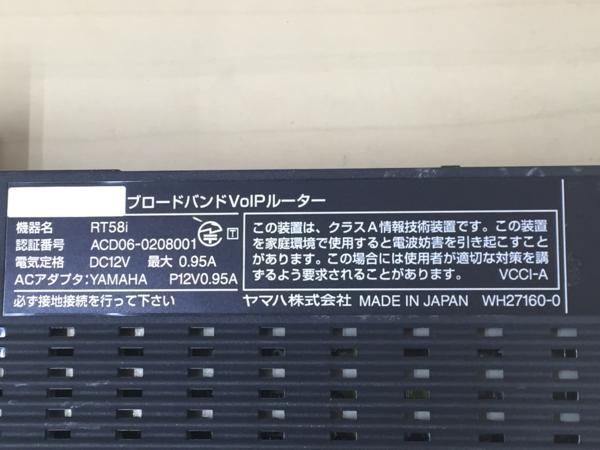 ブロードバンドVoIPルーター
機器名 RT58i
認証番号 ACD06-0208001
電気定格 DC12V 最大 0.95A
ACアダプタ:YAMAHA P12V0.95A
必ず接地接続を行って下さい
T
この装置は、クラスA情報技術装置です。この装置
を家庭環境で使用すると電波妨害を引き起こすこと
があります。この場合には使用者が適切な対策を講
ずるよう要求されることがあります。 VCCI-A
ヤマハ株式会社 MADE IN JAPAN WH27160-0